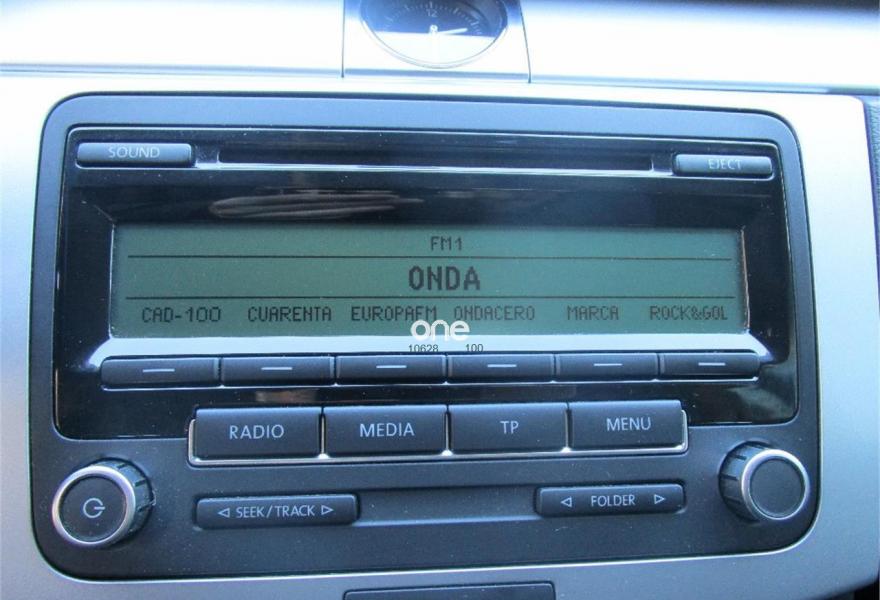 12
SOUND
EJECT
FM1
ONDA
CAD-100 CUARENTA EUROPAFM ONDACERO MARCA ROCK&GOL
one
10628 100
RADIO MEDIA TP MENU
SEEK/TRACK FOLDER